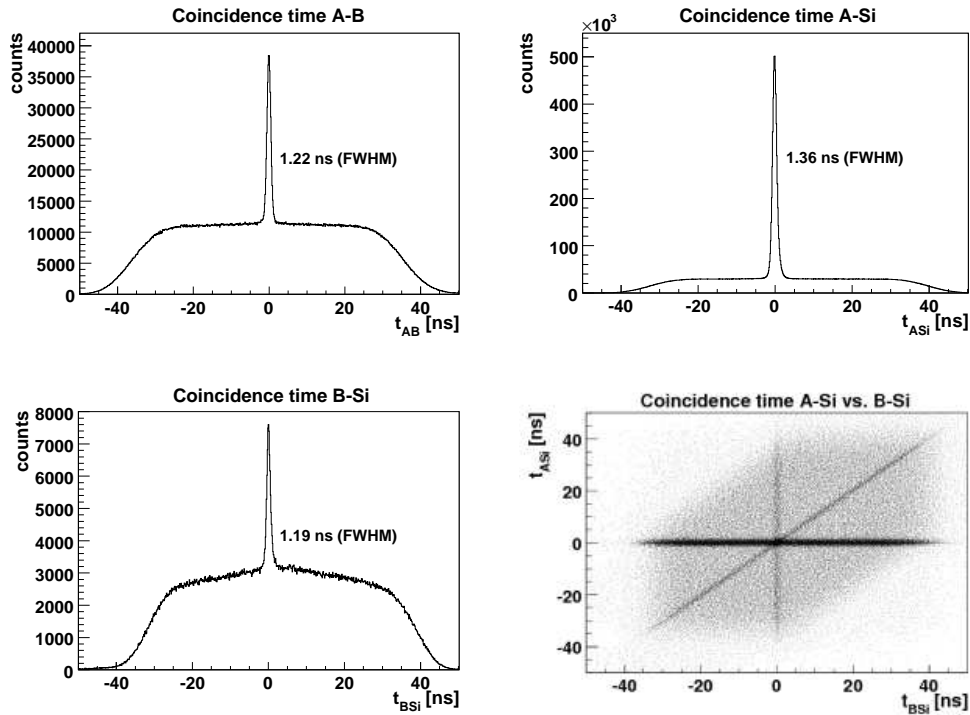 Coincidence time A-B
counts
40000
35000
30000
25000
20000
15000
10000
5000
0
1.22 ns (FWHM)
-40 -20 0 20 40
t_AB [ns]
Coincidence time A-Si
×10³
counts
500
400
300
200
100
0
1.36 ns (FWHM)
-40 -20 0 20 40
t_ASi [ns]
Coincidence time B-Si
counts
8000
7000
6000
5000
4000
3000
2000
1000
0
1.19 ns (FWHM)
-40 -20 0 20 40
t_BSi [ns]
Coincidence time A-Si vs. B-Si
t_ASi [ns]
40
20
0
-20
-40
-40 -20 0 20 40
t_BSi [ns]